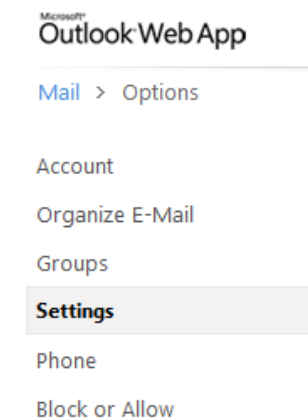 Microsoft®
Outlook Web App
Mail > Options
Account
Organize E-Mail
Groups
Settings
Phone
Block or Allow